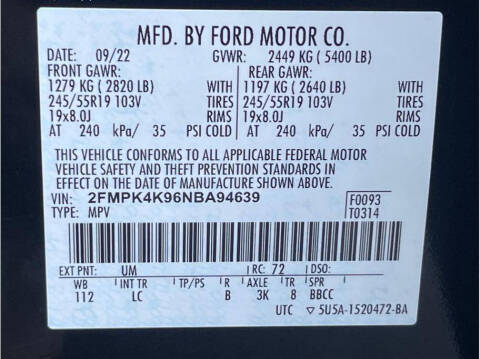 MFD. BY FORD MOTOR CO.
DATE: 09/22 GVWR: 2449 KG ( 5400 LB)
FRONT GAWR: REAR GAWR:
1279 KG ( 2820 LB) WITH 1197 KG ( 2640 LB) WITH
245/55R19 103V TIRES 245/55R19 103V TIRES
19x8.0J RIMS 19x8.0J RIMS
AT 240 kPa/ 35 PSI COLD AT 240 kPa/ 35 PSI COLD
THIS VEHICLE CONFORMS TO ALL APPLICABLE FEDERAL MOTOR
VEHICLE SAFETY AND THEFT PREVENTION STANDARDS IN EFFECT ON
THE DATE OF MANUFACTURE SHOWN ABOVE.
VIN: 2FMPK4K96NBA94639 F0093
TYPE: MPV T0314
EXT PNT: UM RC: 72 DSO:
WB INT TR TP/PS R AXLE TR SPR
112 LC B 3K 8 BBCC
UTC ▽ 5U5A-1520472-BA